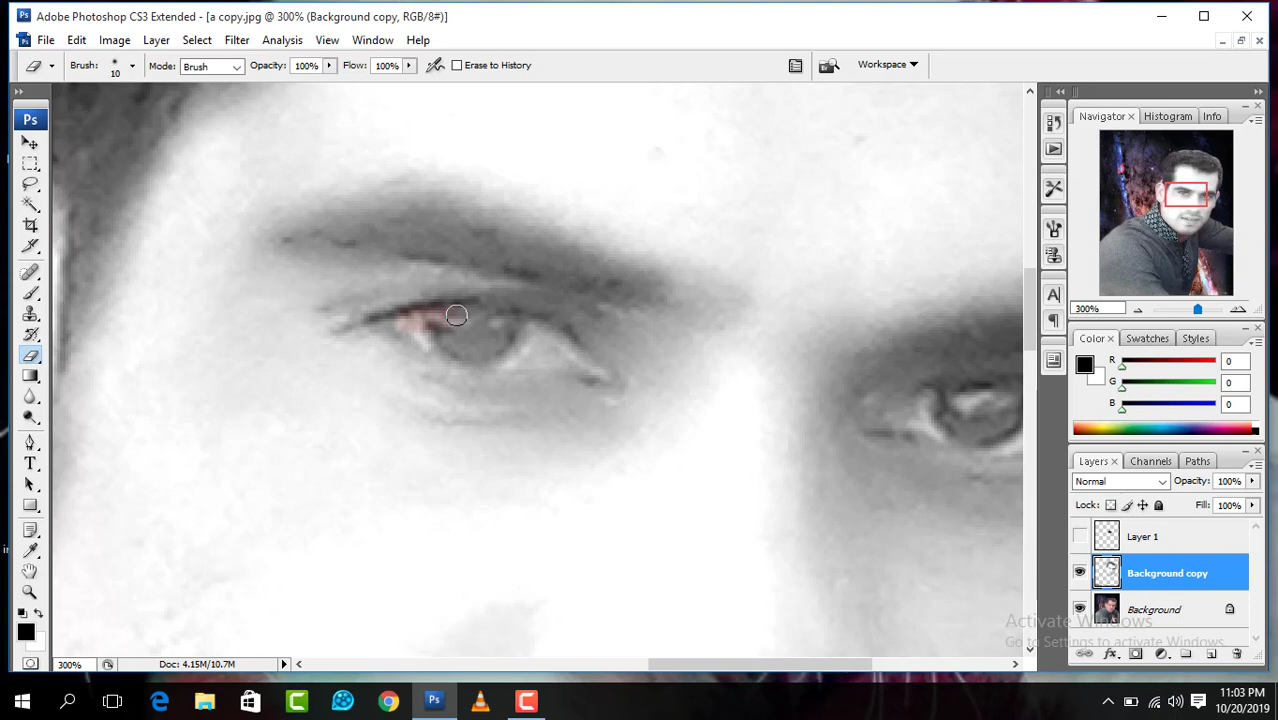 Adobe Photoshop CS3 Extended - [a copy.jpg @ 300% (Background copy, RGB/8#)]
File Edit Image Layer Select Filter Analysis View Window Help
Brush: 10 Mode: Brush Opacity: 100% Flow: 100% Erase to History Workspace
Ps
Navigator Histogram Info
300%
Color Swatches Styles
R 0
G 0
B 0
Layers Channels Paths
Normal Opacity: 100%
Lock: Fill: 100%
Layer 1
Background copy
Background
Activate Windows
Go to Settings to activate Windows.
300% Doc: 4.15M/10.7M
11:03 PM
10/20/2019